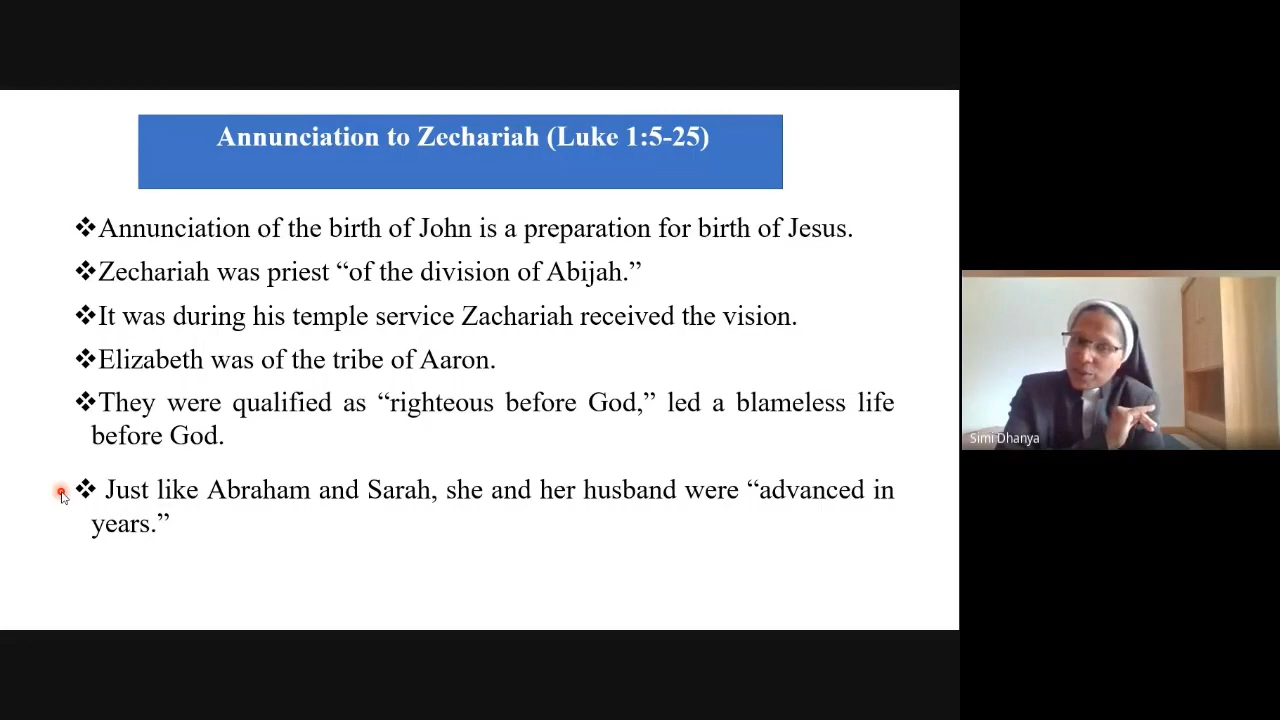 Annunciation to Zechariah (Luke 1:5-25)
❖Annunciation of the birth of John is a preparation for birth of Jesus.
❖Zechariah was priest “of the division of Abijah.”
❖It was during his temple service Zachariah received the vision.
❖Elizabeth was of the tribe of Aaron.
❖They were qualified as “righteous before God,” led a blameless life
before God.
❖ Just like Abraham and Sarah, she and her husband were “advanced in
years.”
Simi Dhanya